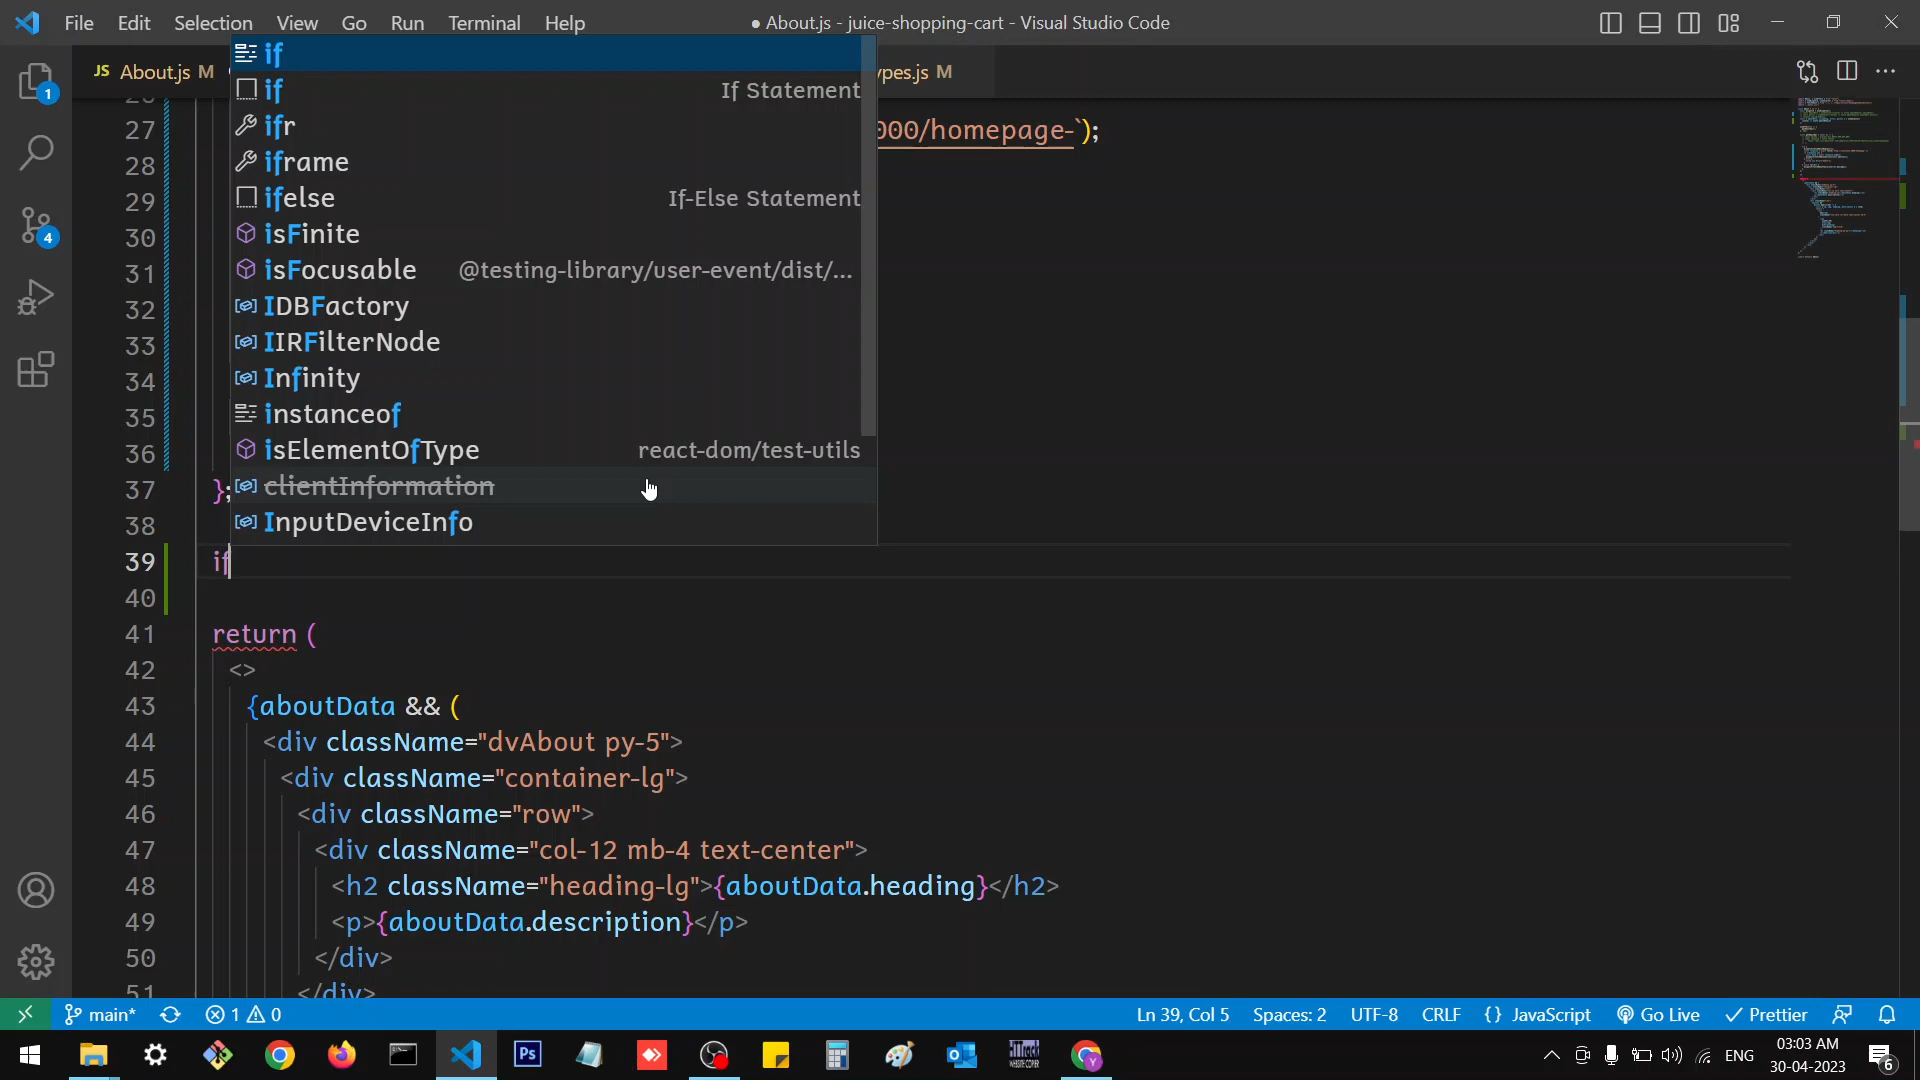 File Edit Selection View Go Run Terminal Help
● About.js - juice-shopping-cart - Visual Studio Code
JS About.js M
ypes.js M
1
4
if
if If Statement
ifr
iframe
ifelse If-Else Statement
isFinite
isFocusable @testing-library/user-event/dist/...
IDBFactory
IIRFilterNode
Infinity
instanceof
isElementOfType react-dom/test-utils
clientInformation
InputDeviceInfo
27 000/homepage-`);
28
29
30
31
32
33
34
35
36
37 };
38
39 if
40
41 return (
42 <>
43 {aboutData && (
44 <div className="dvAbout py-5">
45 <div className="container-lg">
46 <div className="row">
47 <div className="col-12 mb-4 text-center">
48 <h2 className="heading-lg">{aboutData.heading}</h2>
49 <p>{aboutData.description}</p>
50 </div>
51 </div>
main* 1 0 Ln 39, Col 5 Spaces: 2 UTF-8 CRLF {} JavaScript Go Live Prettier
Ps
ENG
03:03 AM
30-04-2023
6